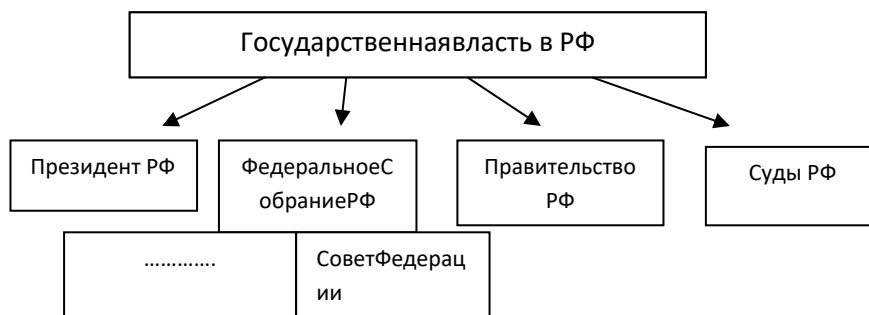 Государственнаявласть в РФ
Президент РФ
ФедеральноеС
обраниеРФ
Правительство
РФ
Суды РФ
………….
СоветФедерац
ии